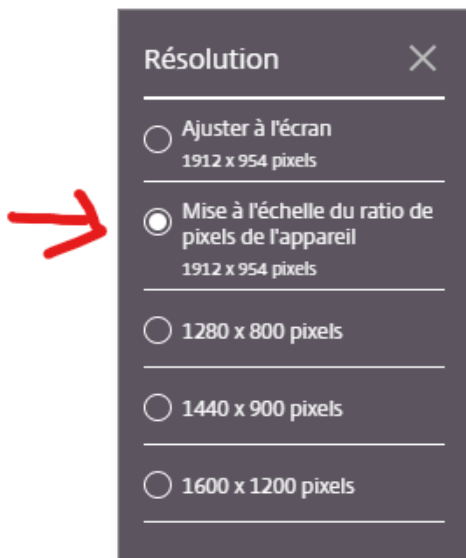 Résolution
Ajuster à l'écran
1912 x 954 pixels
Mise à l'échelle du ratio de
pixels de l'appareil
1912 x 954 pixels
1280 x 800 pixels
1440 x 900 pixels
1600 x 1200 pixels